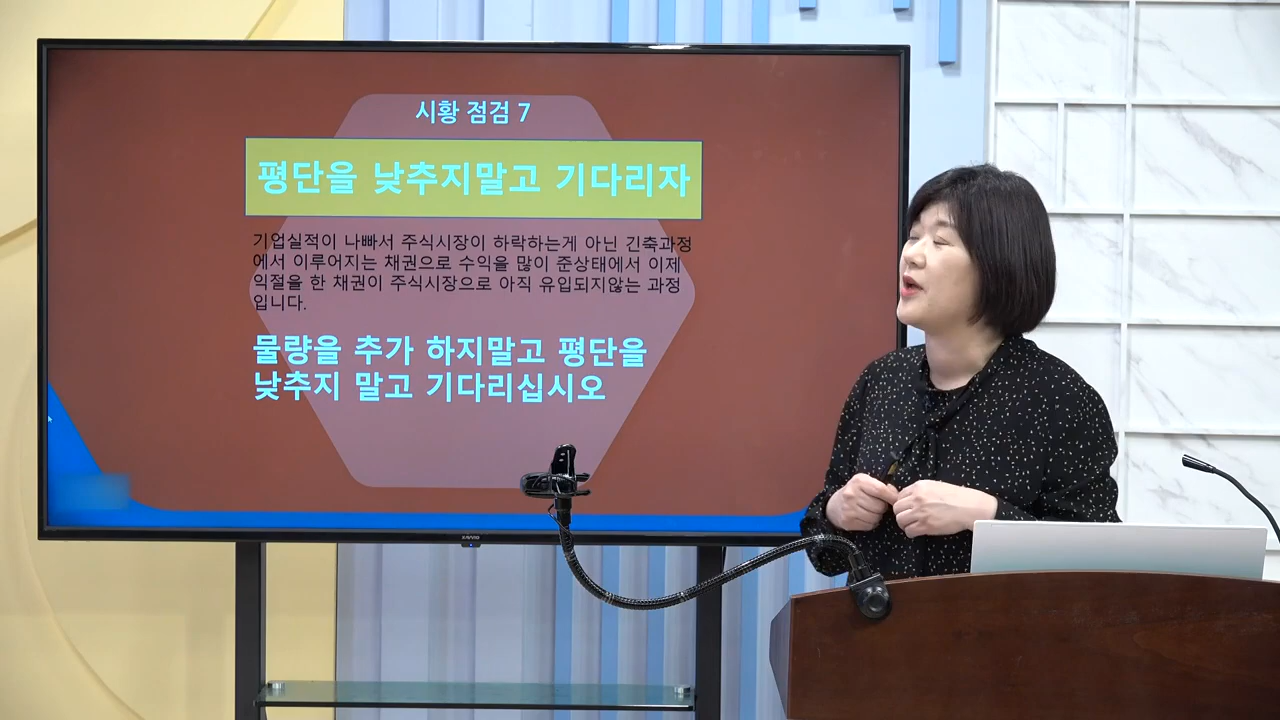 시황 점검 7
평단을 낮추지말고 기다리자
기업실적이 나빠서 주식시장이 하락하는게 아닌 긴축과정
에서 이루어지는 채권으로 수익을 많이 준상태에서 이제
익절을 한 채권이 주식시장으로 아직 유입되지않는 과정
입니다.
물량을 추가 하지말고 평단을
낮추지 말고 기다리십시오